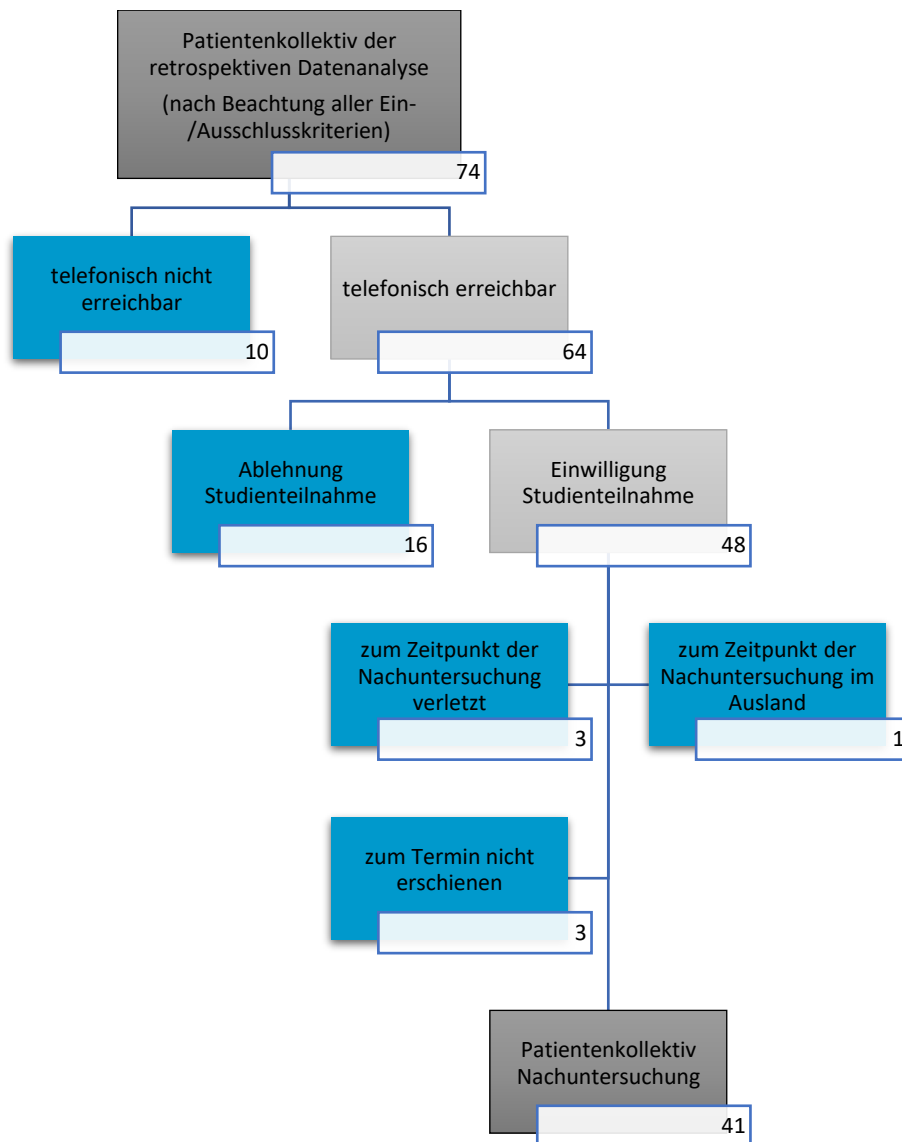 Patientenkollektiv der
retrospektiven Datenanalyse
(nach Beachtung aller Ein-
/Ausschlusskriterien)
74
telefonisch nicht
erreichbar
10
telefonisch erreichbar
64
Ablehnung
Studienteilnahme
16
Einwilligung
Studienteilnahme
48
zum Zeitpunkt der
Nachuntersuchung
verletzt
3
zum Zeitpunkt der
Nachuntersuchung im
Ausland
1
zum Termin nicht
erschienen
3
Patientenkollektiv
Nachuntersuchung
41